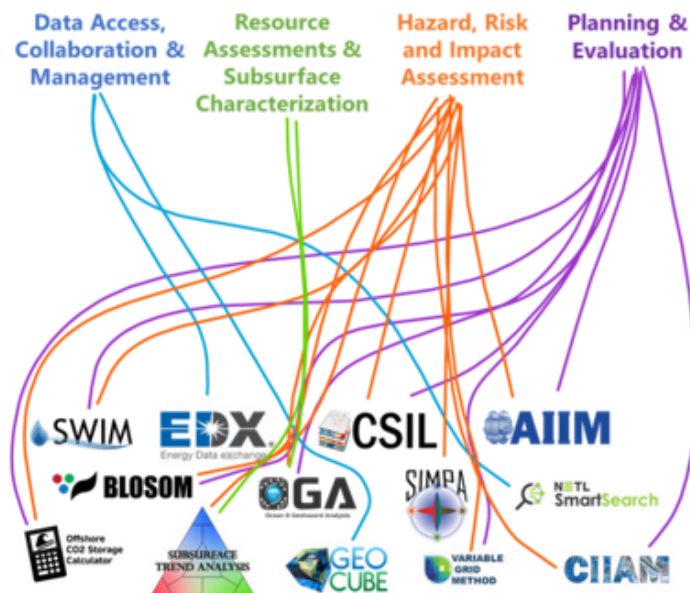 Data Access,
Collaboration &
Management
Resource
Assessments &
Subsurface
Characterization
Hazard, Risk
and Impact
Assessment
Planning &
Evaluation
SWIM
EDX
Energy Data eXchange
CSIL
AIIM
BLOSOM
OGA
Ocean & Geohazard Analysis
SIMPA
NETL
SmartSearch
Offshore
CO2 Storage
Calculator
SUBSURFACE
TREND ANALYSIS
GEO
CUBE
VARIABLE
GRID
METHOD
CIIAM